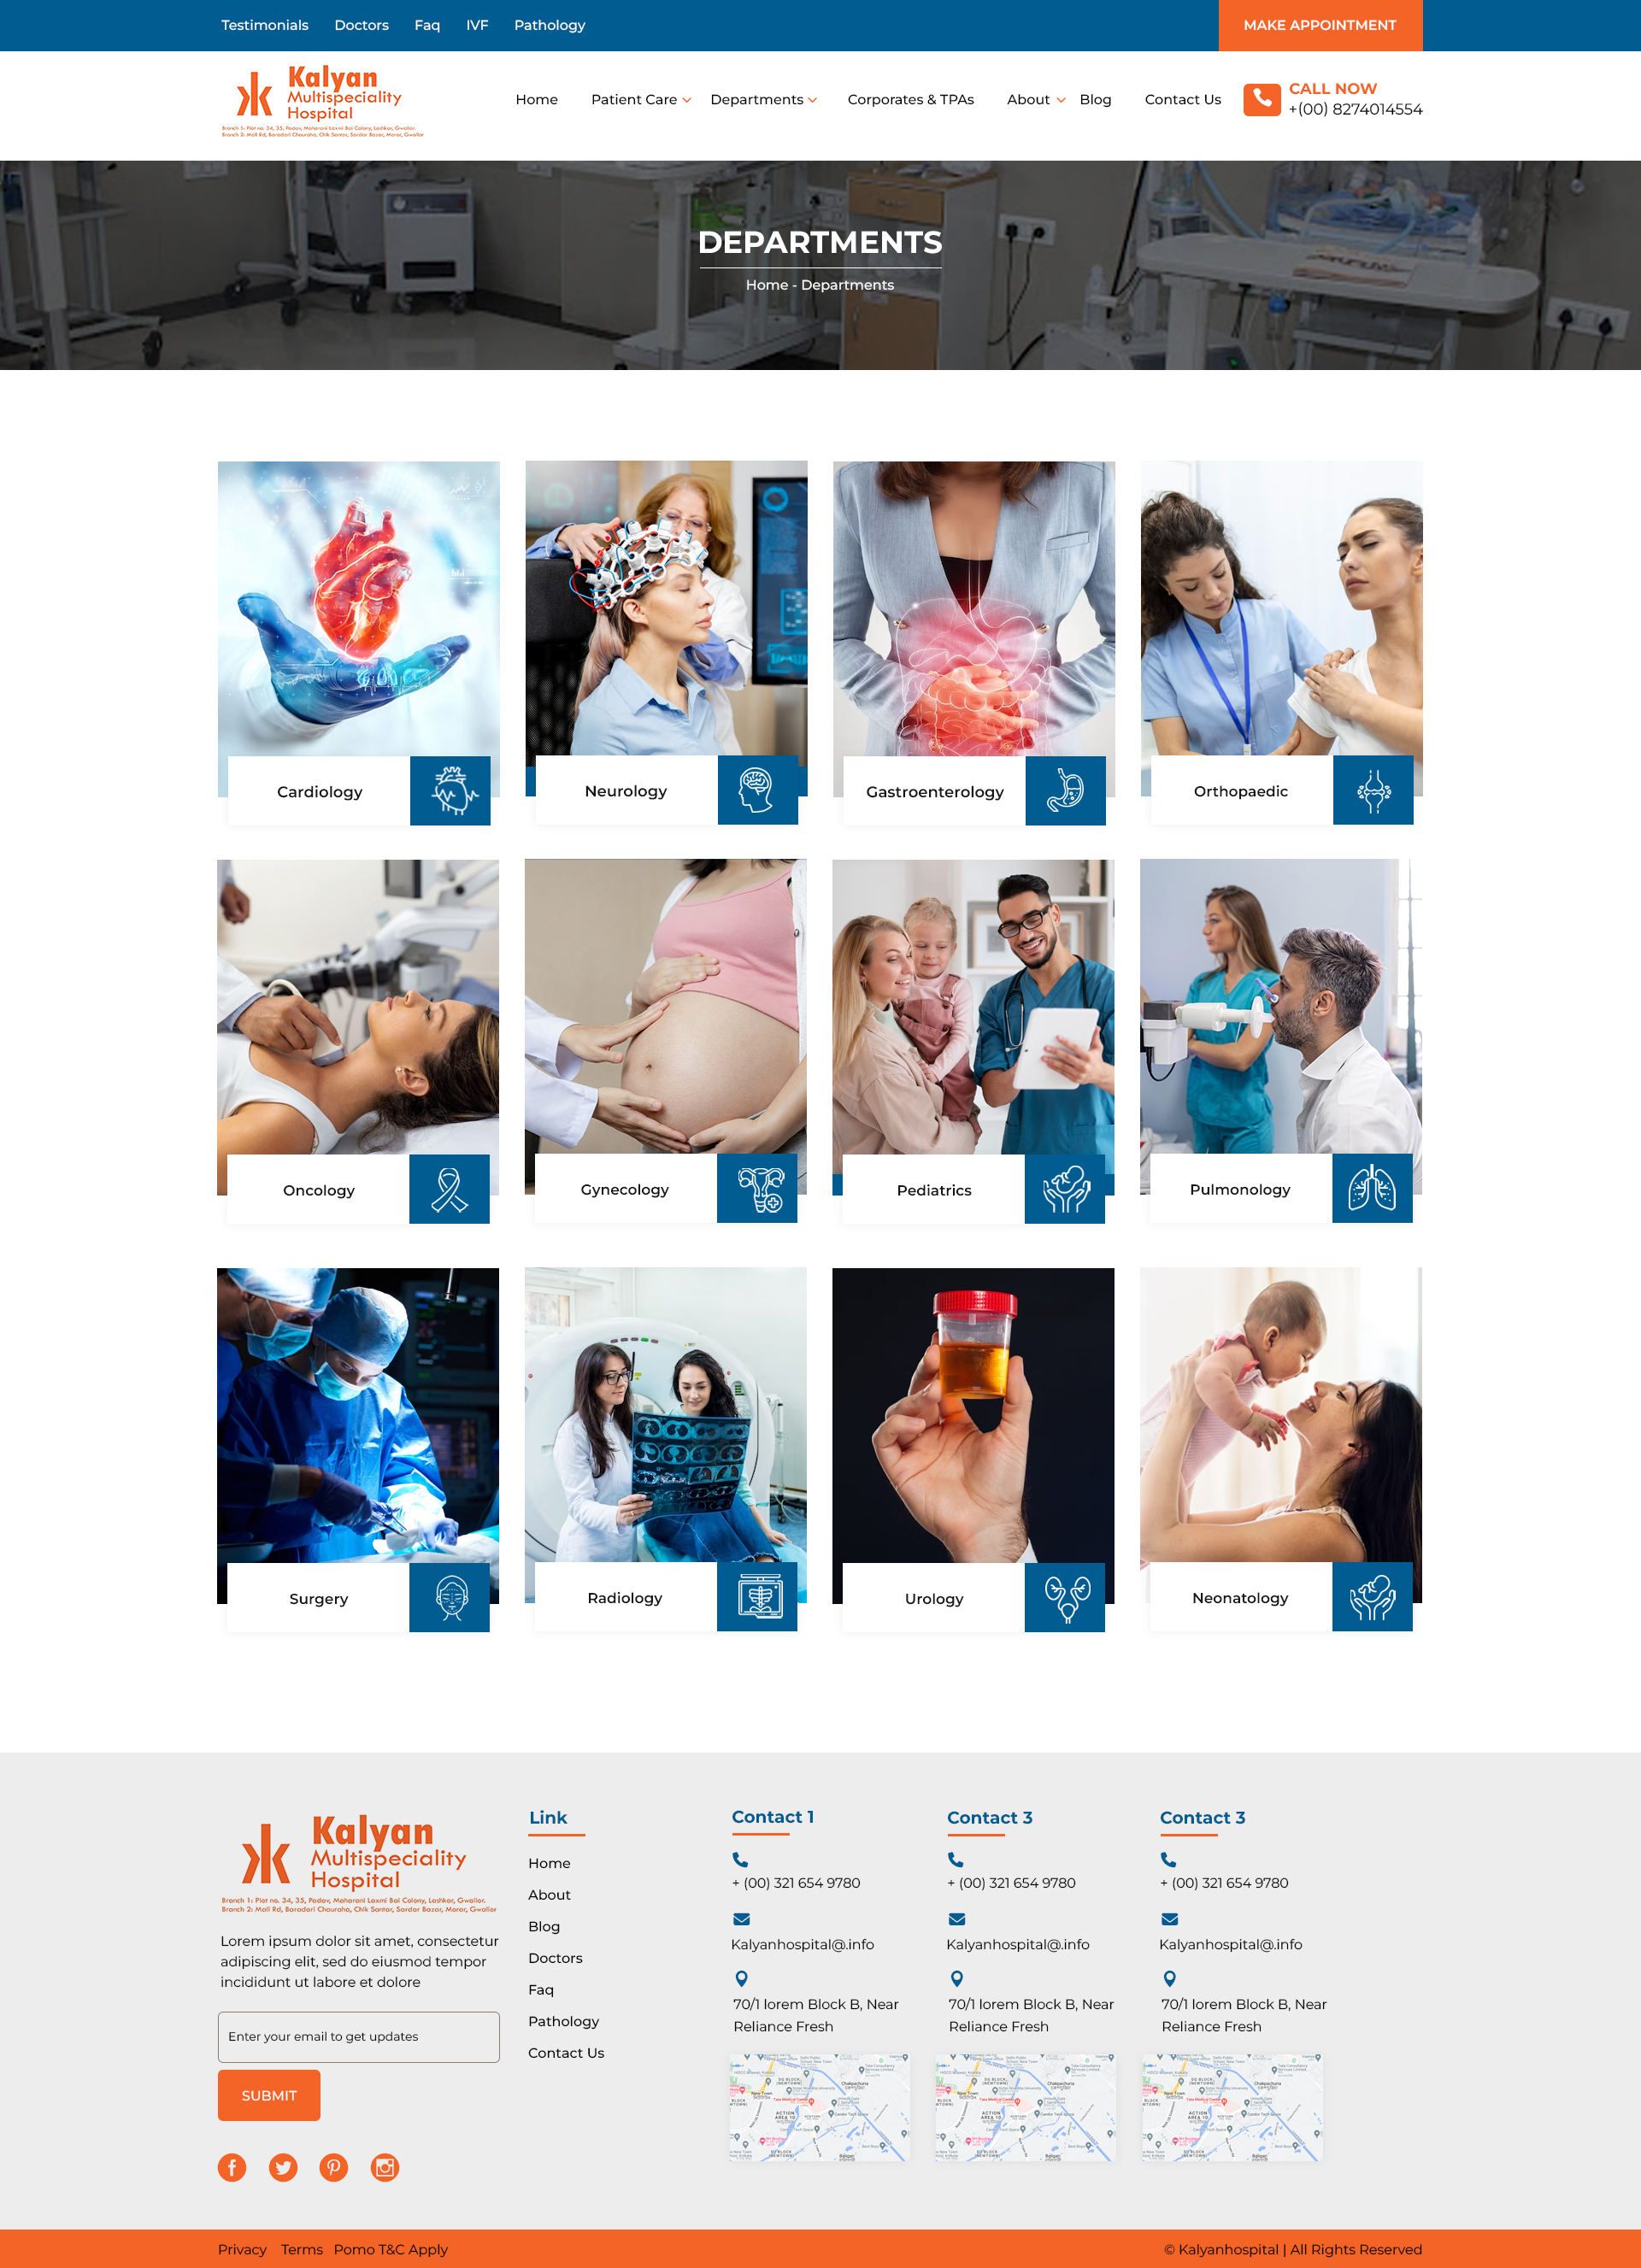 Testimonials Doctors Faq IVF Pathology MAKE APPOINTMENT
Kalyan
Multispeciality
Hospital
Branch 1: Plot no. 34, 35, Padav, Maharani Laxmi Bai Colony, Lashkar, Gwalior.
Branch 2: Mall Rd, Baradari Chauraha, Chik Santar, Sardar Bazar, Morar, Gwallor
Home Patient Care Departments Corporates & TPAs About Blog Contact Us
CALL NOW
+(00) 8274014554
DEPARTMENTS
Home - Departments
Cardiology
Neurology
Gastroenterology
Orthopaedic
Oncology
Gynecology
Pediatrics
Pulmonology
Surgery
Radiology
Urology
Neonatology
Kalyan
Multispeciality
Hospital
Branch 1: Plot no. 34, 35, Padav, Maharani Laxmi Bai Colony, Lashkar, Gwalior.
Branch 2: Mall Rd, Baradari Chauraha, Chik Santar, Sardar Bazar, Morar, Gwallor
Lorem ipsum dolor sit amet, consectetur
adipiscing elit, sed do eiusmod tempor
incididunt ut labore et dolore
Enter your email to get updates
SUBMIT
Link
Home
About
Blog
Doctors
Faq
Pathology
Contact Us
Contact 1
+ (00) 321 654 9780
Kalyanhospital@.info
70/1 lorem Block B, Near
Reliance Fresh
Contact 3
+ (00) 321 654 9780
Kalyanhospital@.info
70/1 lorem Block B, Near
Reliance Fresh
Contact 3
+ (00) 321 654 9780
Kalyanhospital@.info
70/1 lorem Block B, Near
Reliance Fresh
Privacy Terms Pomo T&C Apply
© Kalyanhospital | All Rights Reserved